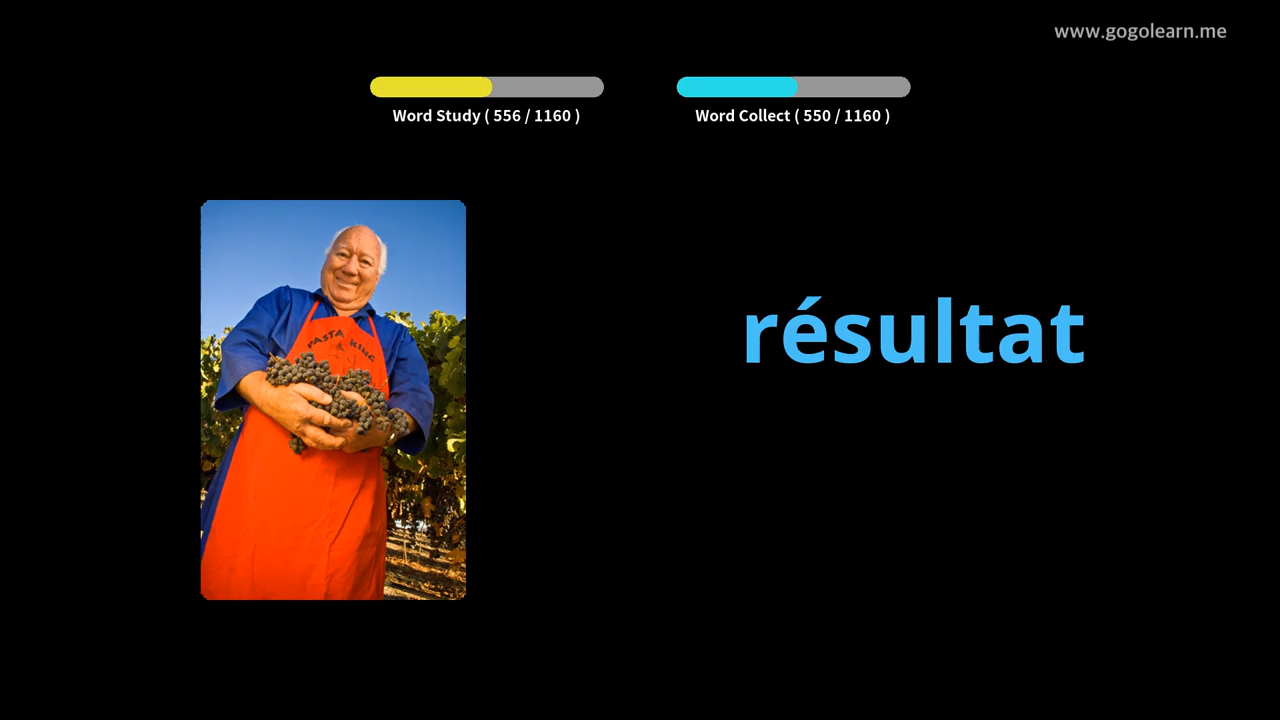 www.gogolearn.me
Word Study ( 556 / 1160 )
Word Collect ( 550 / 1160 )
PASTA KING
résultat